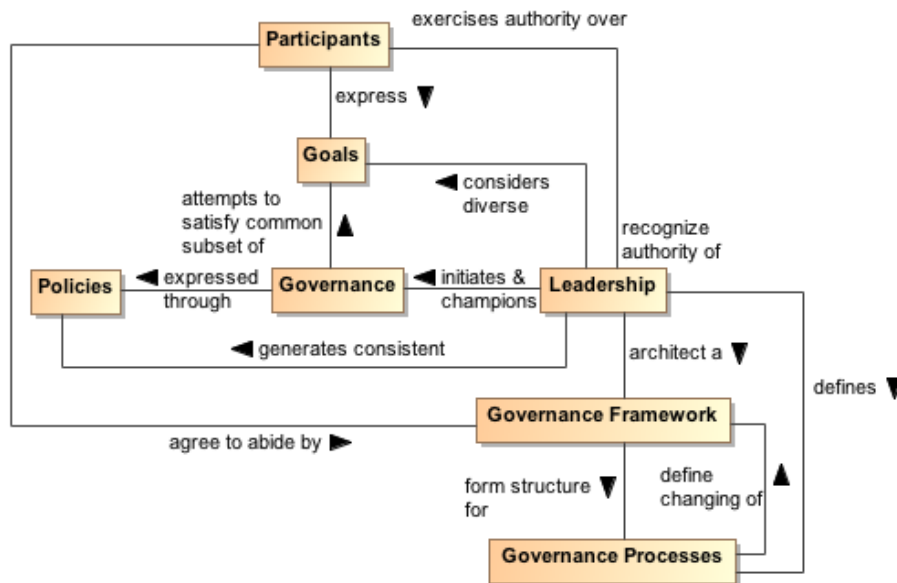 exercises authority over
Participants
express
Goals
considers
diverse
attempts to
satisfy common
subset of
recognize
authority of
Policies
expressed
through
Governance
initiates &
champions
Leadership
generates consistent
architect a
defines
Governance Framework
agree to abide by
form structure
for
define
changing of
Governance Processes